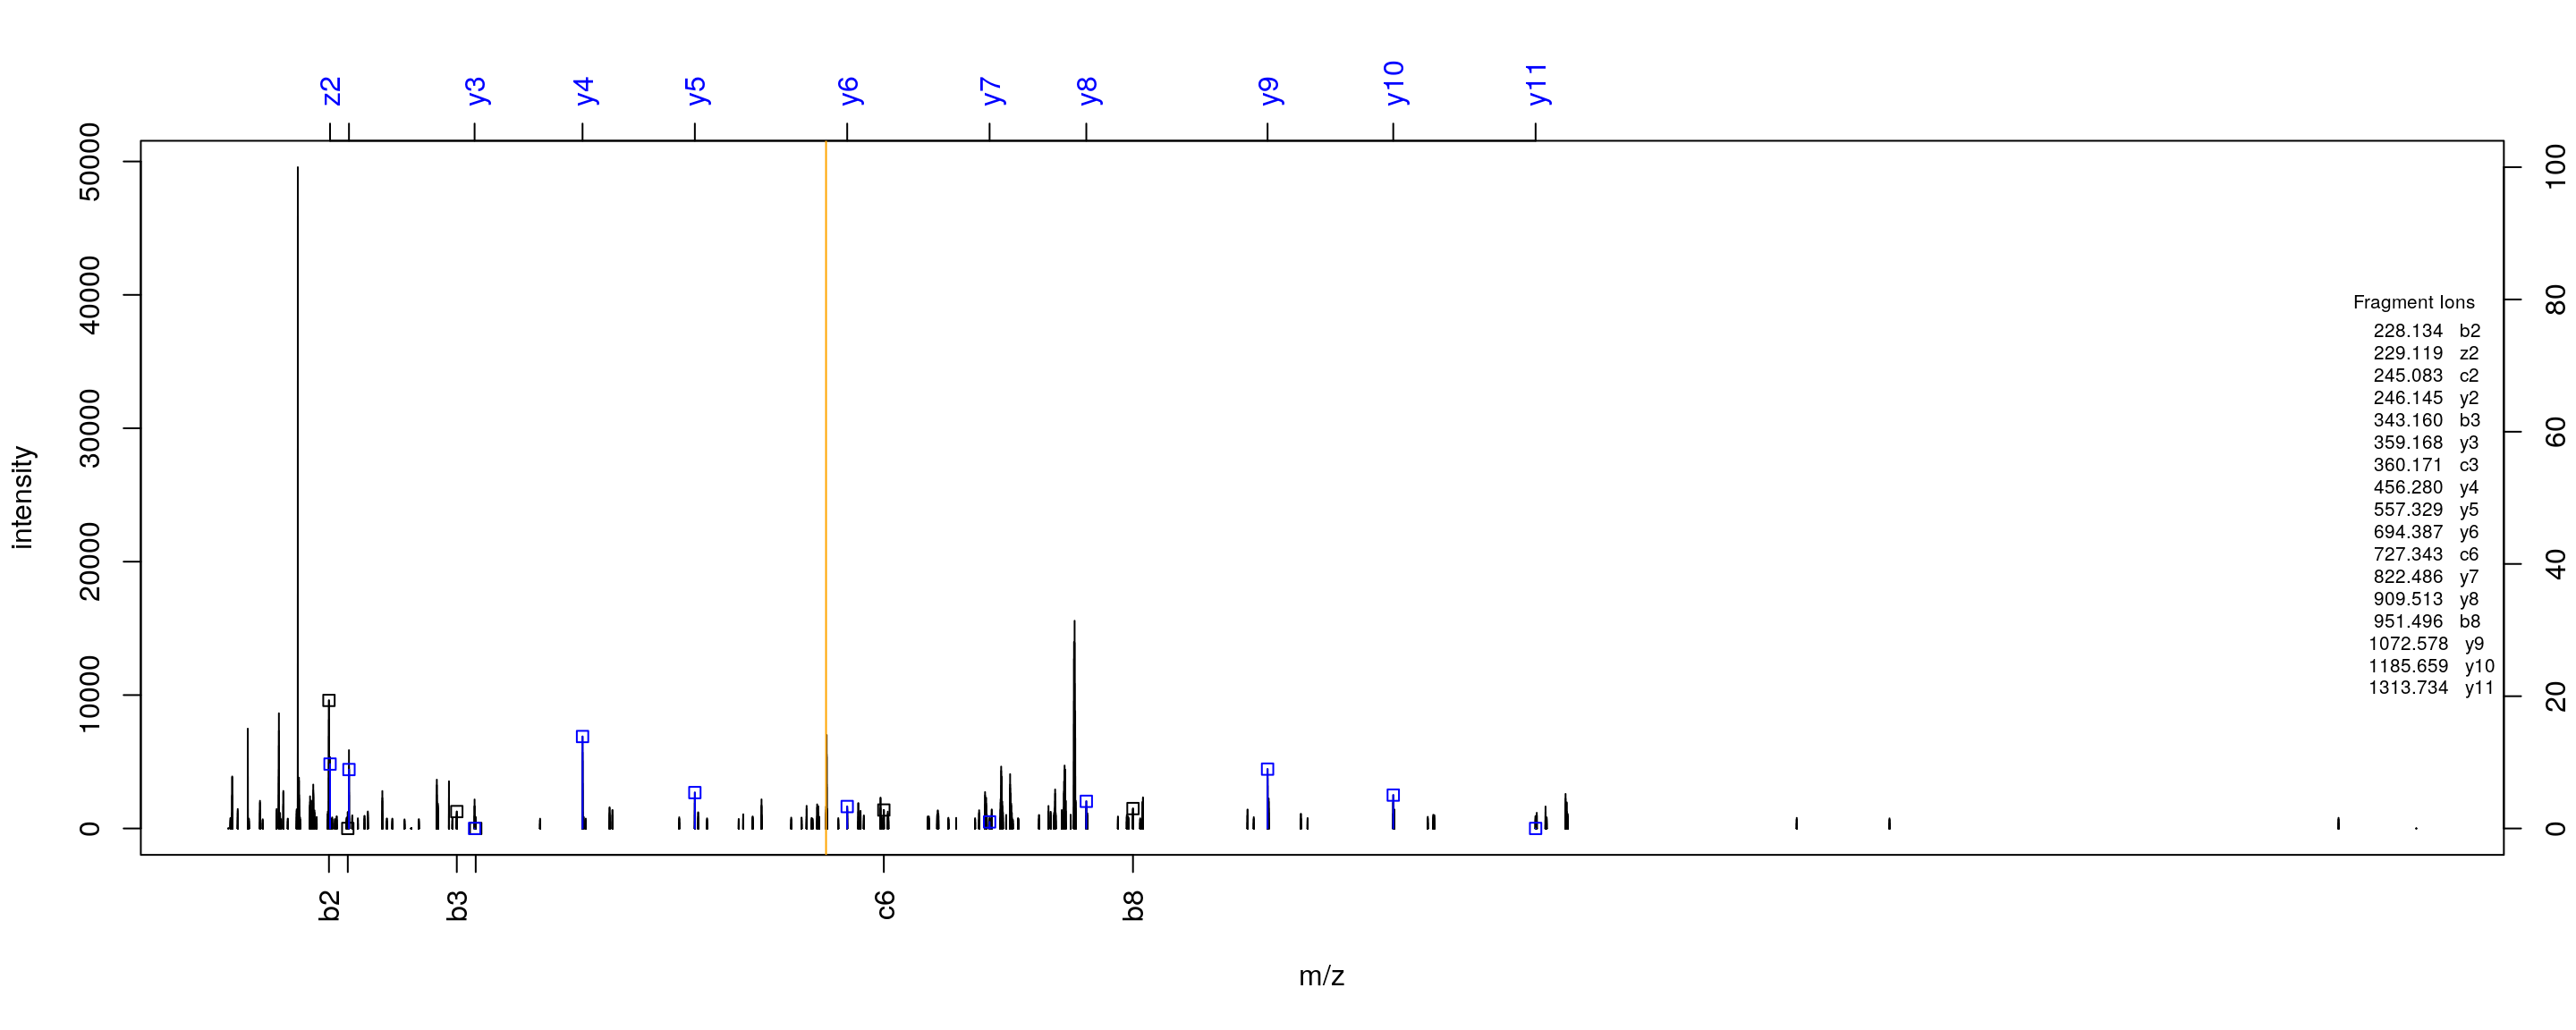 z2 y3 y4 y5 y6 y7 y8 y9 y10 y11
50000
40000
30000
20000
10000
0
intensity
100
80
60
40
20
0
Fragment Ions
228.134 b2
229.119 z2
245.083 c2
246.145 y2
343.160 b3
359.168 y3
360.171 c3
456.280 y4
557.329 y5
694.387 y6
727.343 c6
822.486 y7
909.513 y8
951.496 b8
1072.578 y9
1185.659 y10
1313.734 y11
b2 b3 c6 b8
m/z